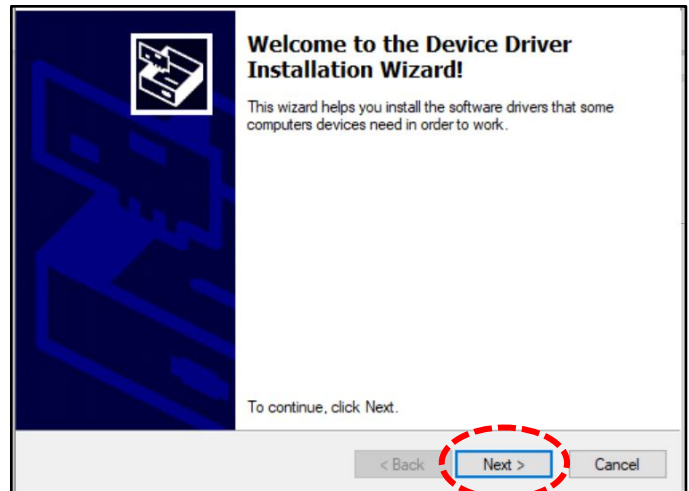 Welcome to the Device Driver
Installation Wizard!
This wizard helps you install the software drivers that some
computers devices need in order to work.
To continue, click Next.
< Back
Next >
Cancel